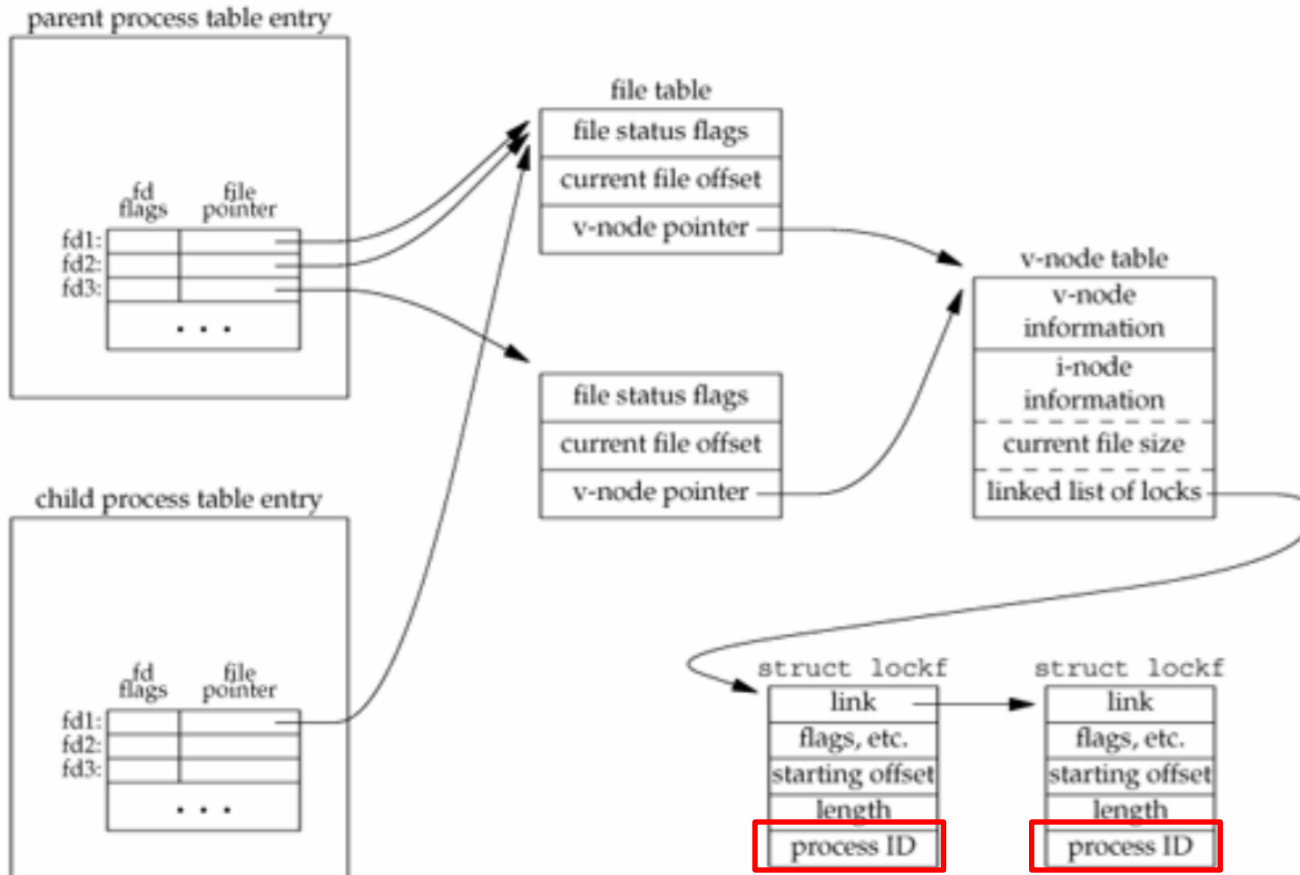 parent process table entry
fd flags
file pointer
fd1:
fd2:
fd3:
. . .
file table
file status flags
current file offset
v-node pointer
file status flags
current file offset
v-node pointer
v-node table
v-node
information
i-node
information
current file size
linked list of locks
child process table entry
fd flags
file pointer
fd1:
fd2:
fd3:
. . .
struct lockf
link
flags, etc.
starting offset
length
process ID
struct lockf
link
flags, etc.
starting offset
length
process ID